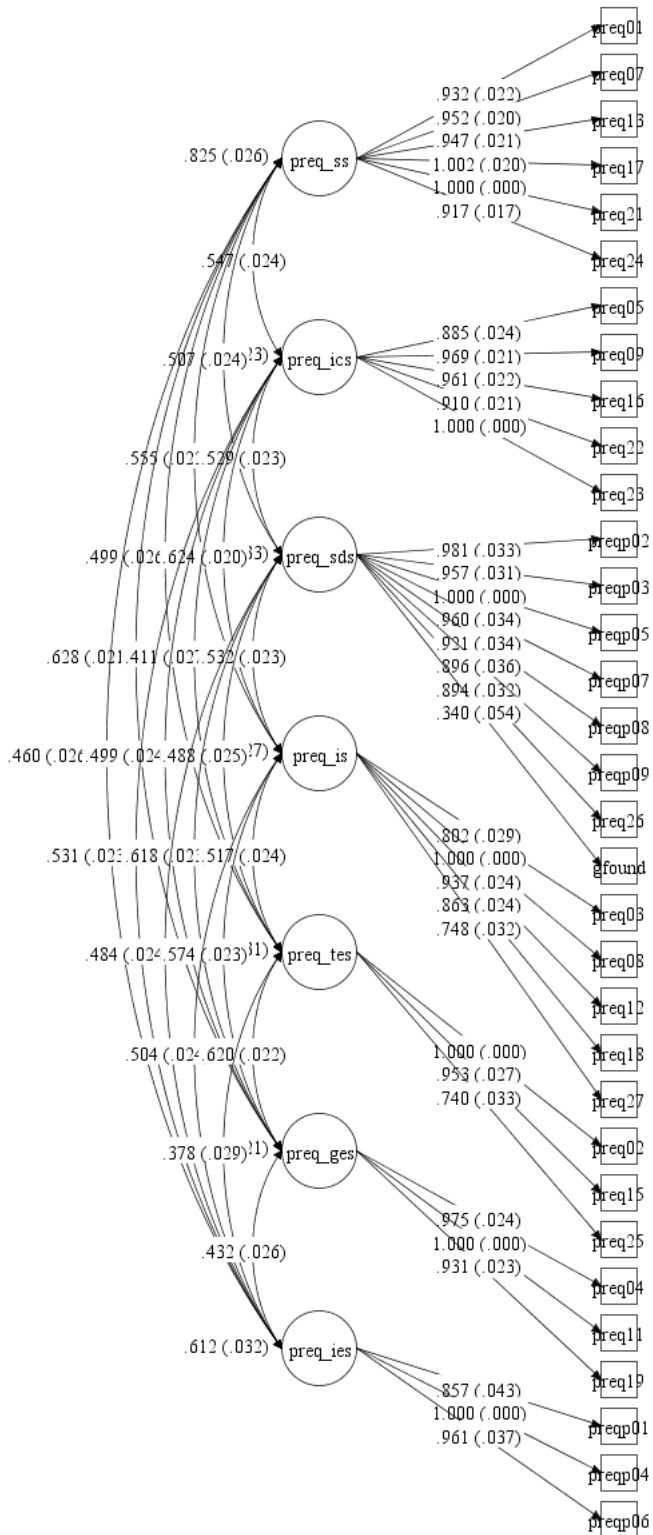 preq01
preq07
.932 (.022)
.952 (.020)
preq13
.947 (.021)
.825 (.026)
preq_ss
1.002 (.020)
preq17
1.000 (.000)
.917 (.017)
preq21
preq24
.547 (.024)
preq05
.885 (.024)
.507 (.024)
preq_ics
.969 (.021)
preq09
.961 (.022)
preq16
.910 (.021)
1.000 (.000)
preq22
.529 (.023)
preq23
preqp02
.499
.624 (.020)
preq_sds
.981 (.033)
.957 (.031)
preqp03
1.000 (.000)
.960 (.034)
preqp05
.931 (.034)
.628
.411
.532 (.023)
.896 (.036)
preqp07
.894 (.033)
.340 (.054)
preqp08
.460
.499
.488 (.025)
preq_is
preqp09
preq26
.802 (.029)
.531
.618
.517 (.024)
1.000 (.000)
gfound
.937 (.024)
.863 (.024)
preq03
.748 (.032)
.484
.574 (.023)
preq_tes
preq08
preq12
.504
.620 (.022)
1.000 (.000)
preq18
.953 (.027)
.740 (.033)
preq27
.378 (.029)
preq_ges
preq02
preq15
.975 (.024)
preq25
.432 (.026)
1.000 (.000)
.931 (.023)
preq04
preq11
.612 (.032)
preq_ies
preq19
.857 (.043)
1.000 (.000)
preqp01
.961 (.037)
preqp04
preqp06